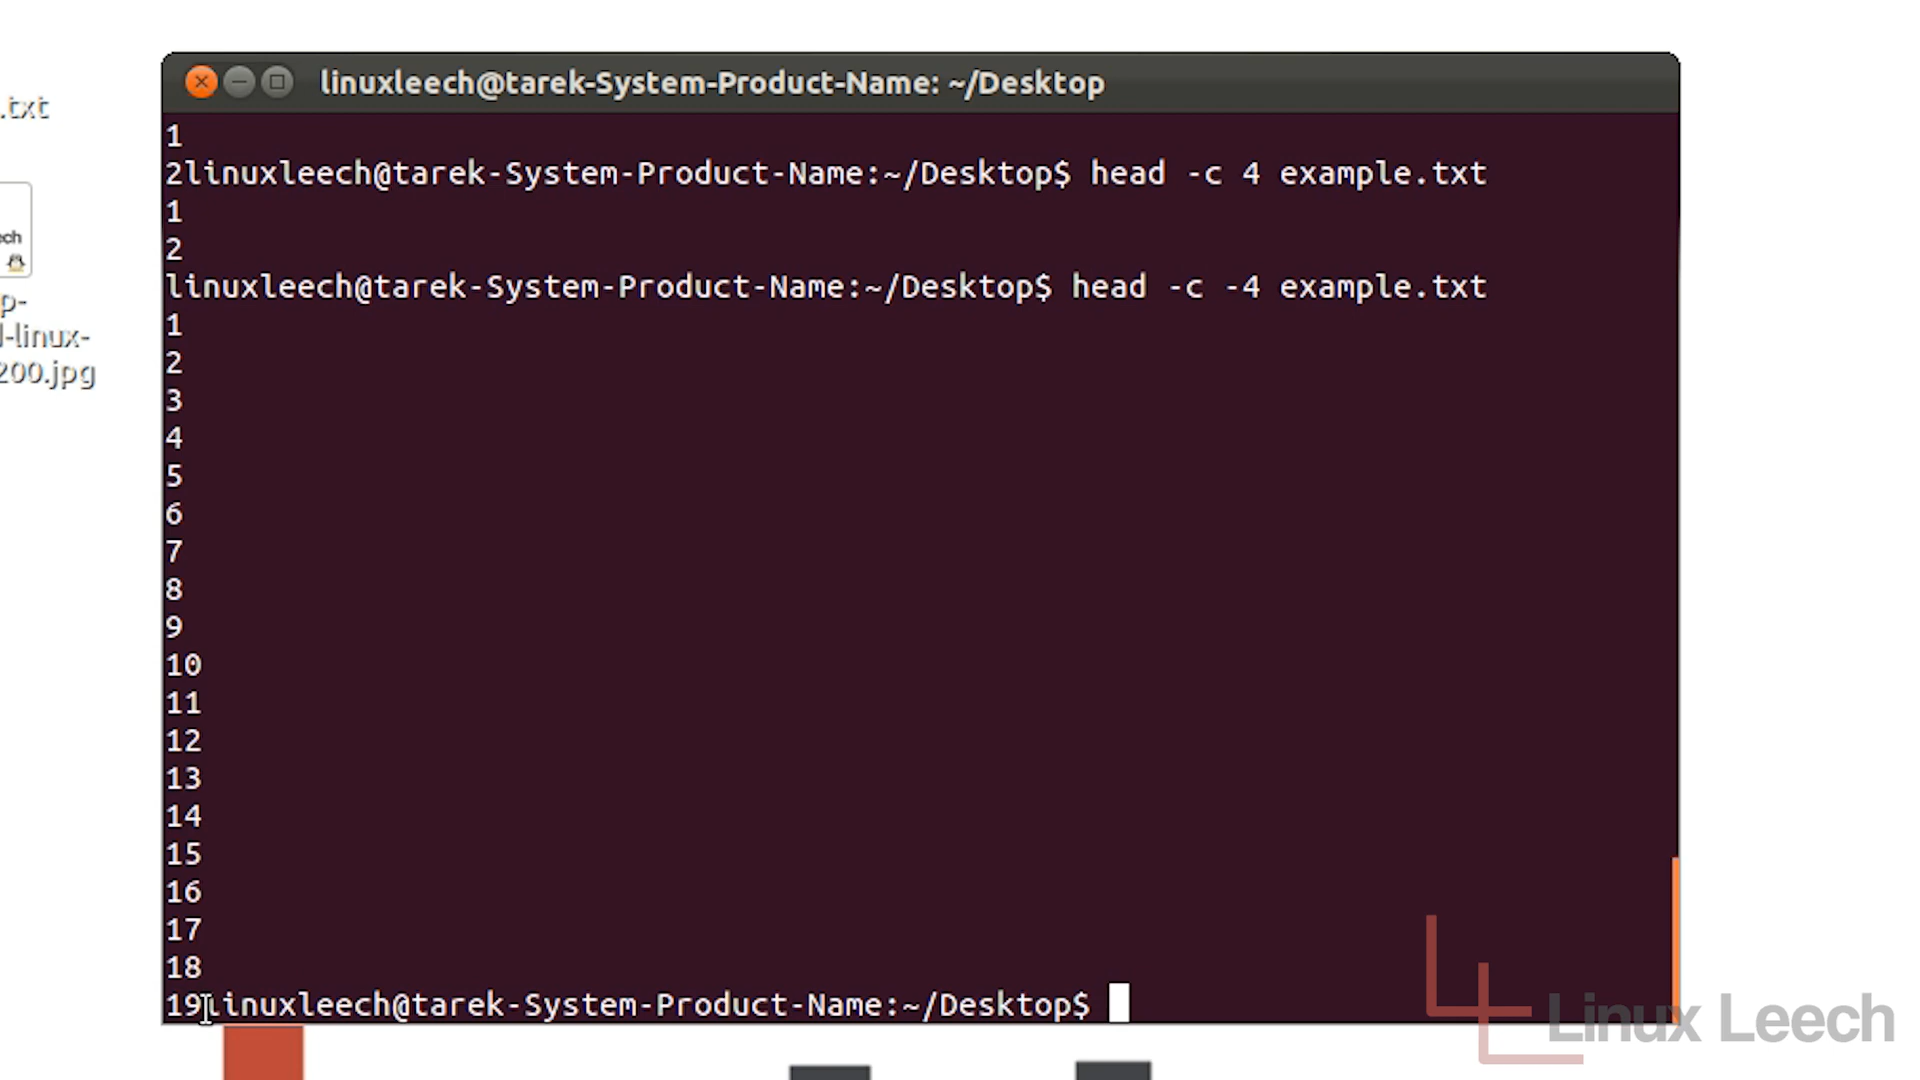 linuxleech@tarek-System-Product-Name: ~/Desktop
.txt
ech
p-
l-linux-
200.jpg
1
2linuxleech@tarek-System-Product-Name:~/Desktop$ head -c 4 example.txt
1
2
linuxleech@tarek-System-Product-Name:~/Desktop$ head -c -4 example.txt
1
2
3
4
5
6
7
8
9
10
11
12
13
14
15
16
17
18
19linuxleech@tarek-System-Product-Name:~/Desktop$
Linux Leech